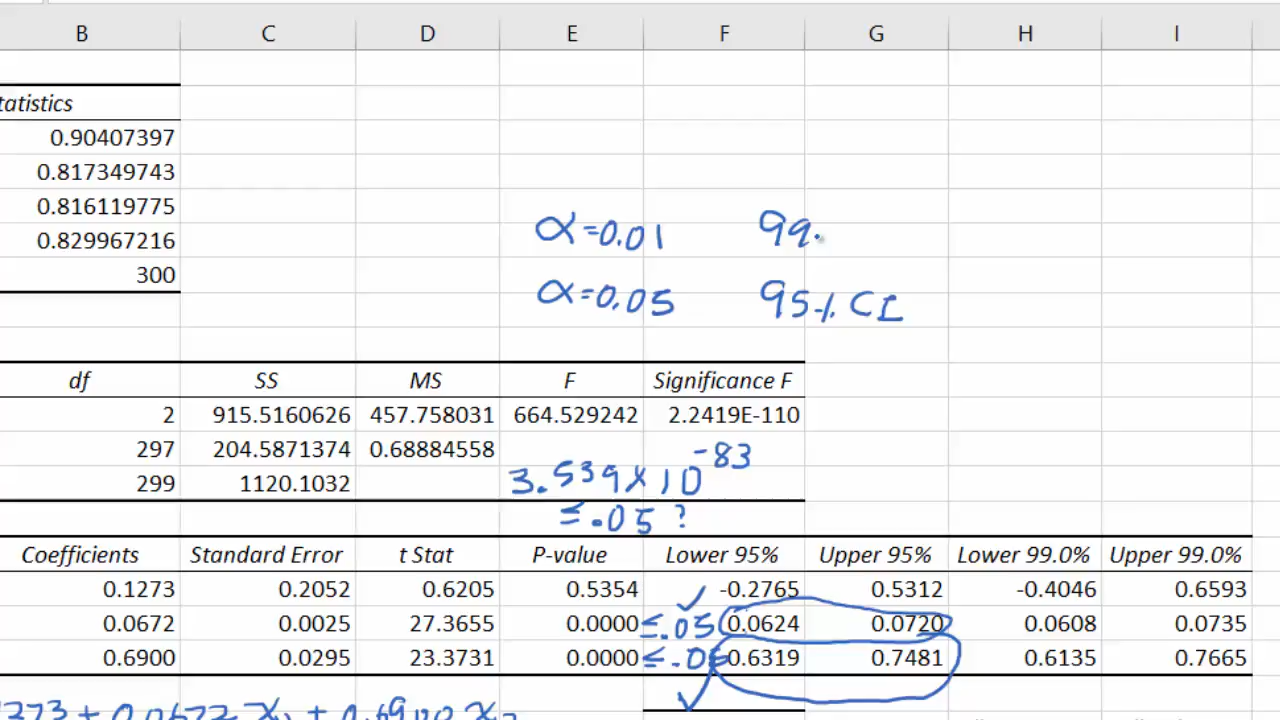 B C D E F G H I
tatistics
0.90407397
0.817349743
0.816119775
α=0.01 99.
0.829967216
300
α=0.05 95% CI
df SS MS F Significance F
2 915.5160626 457.758031 664.529242 2.2419E-110
297 204.5871374 0.68884558
299 1120.1032
3.539x10-83
≤.05 ?
Coefficients Standard Error t Stat P-value Lower 95% Upper 95% Lower 99.0% Upper 99.0%
0.1273 0.2052 0.6205 0.5354 -0.2765 0.5312 -0.4046 0.6593
0.0672 0.0025 27.3655 0.0000 ≤.05 0.0624 0.0720 0.0608 0.0735
0.6900 0.0295 23.3731 0.0000 ≤.05 0.6319 0.7481 0.6135 0.7665